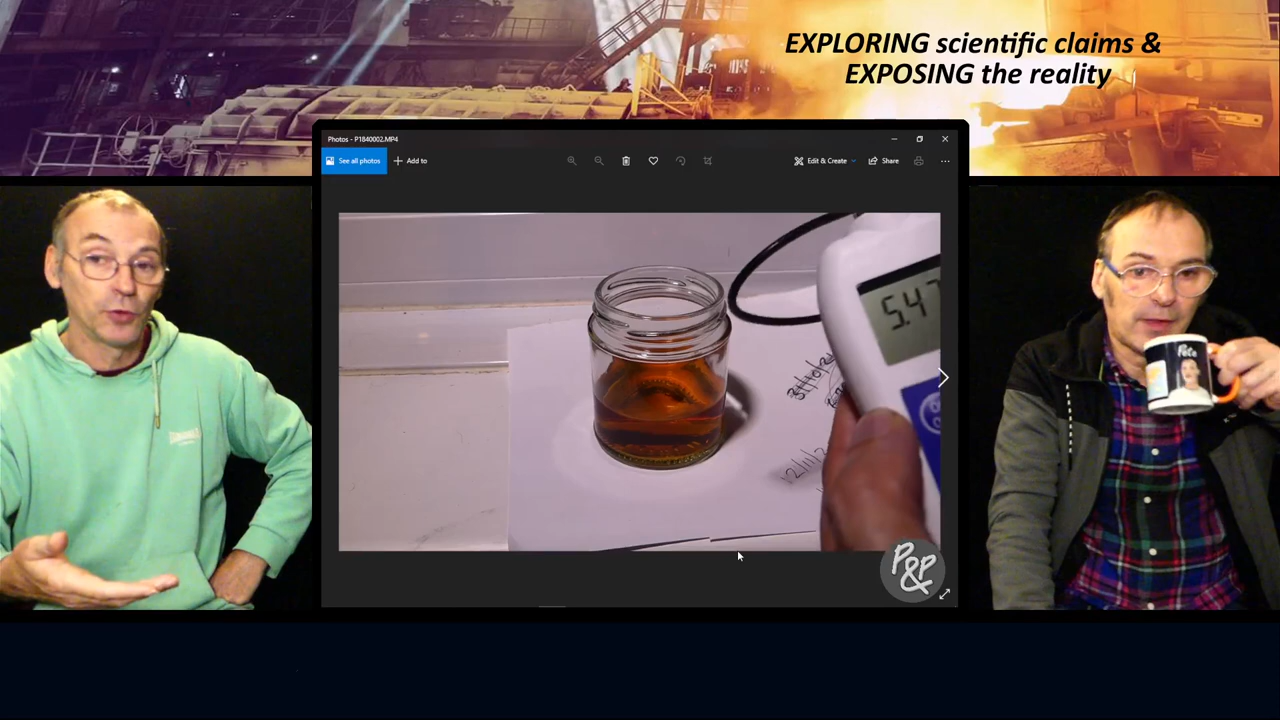 EXPLORING scientific claims &
EXPOSING the reality
Photos - P1840002.MP4
See all photos
Add to
Edit & Create
Share
5.47
Pete
P&P